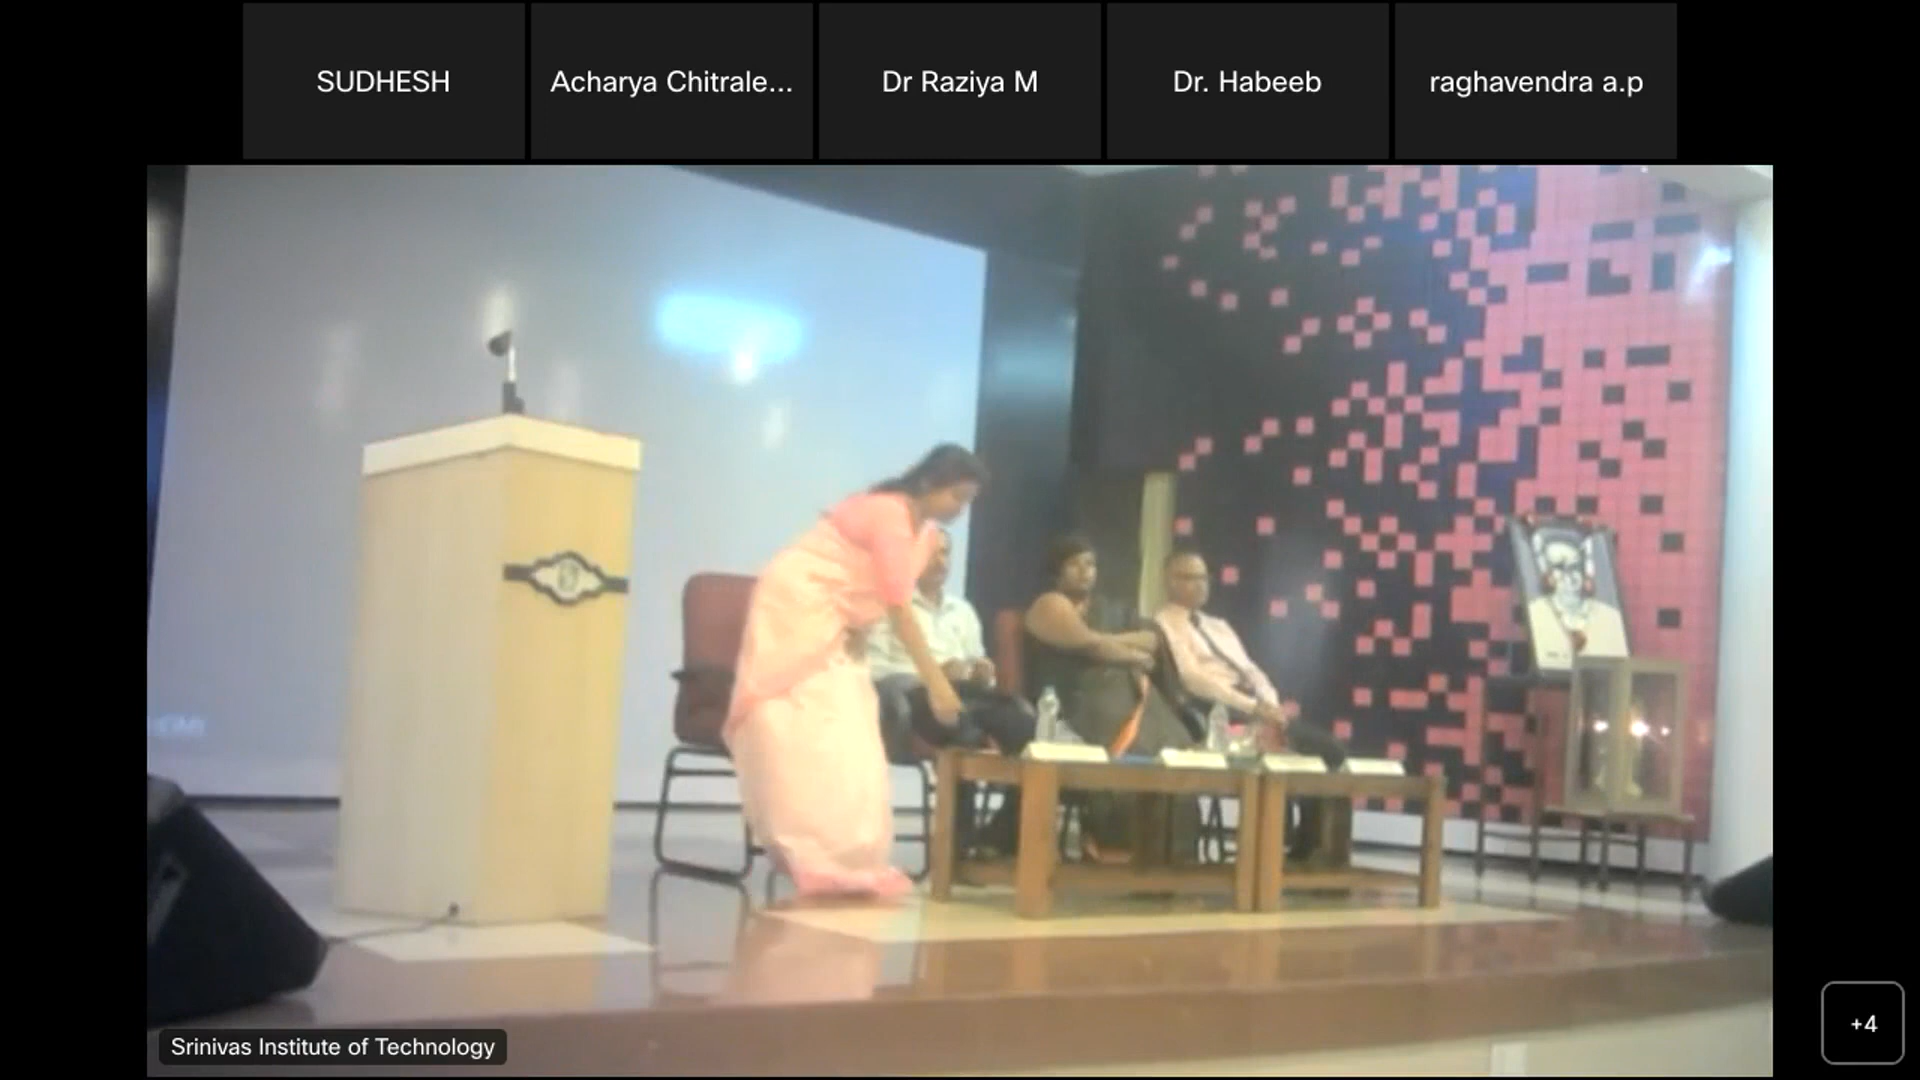 SUDHESH
Acharya Chitrale...
Dr Raziya M
Dr. Habeeb
raghavendra a.p
Srinivas Institute of Technology
+4